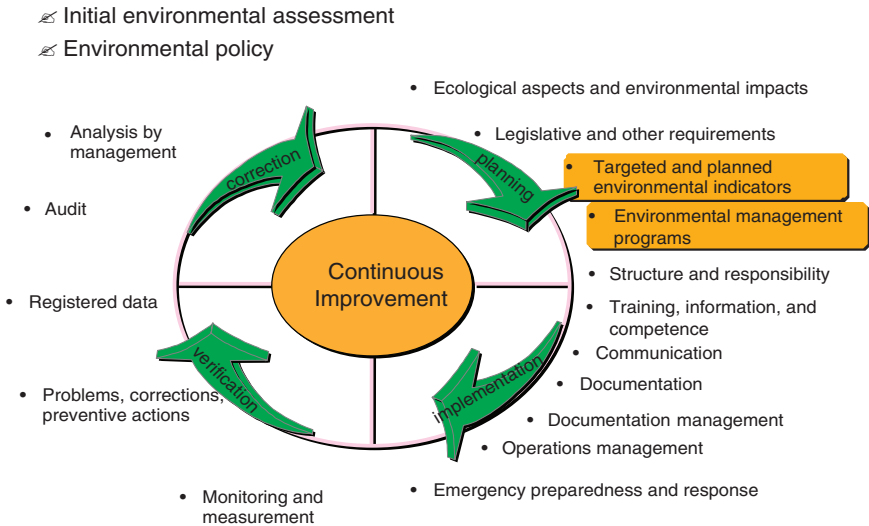 Initial environmental assessment
Environmental policy
• Ecological aspects and environmental impacts
• Legislative and other requirements
• Targeted and planned
environmental indicators
• Environmental management
programs
• Structure and responsibility
• Training, information, and
competence
• Communication
• Documentation
• Documentation management
• Operations management
• Emergency preparedness and response
• Monitoring and
measurement
• Problems, corrections,
preventive actions
• Registered data
• Audit
• Analysis by
management
correction
planning
implementation
verification
Continuous
Improvement